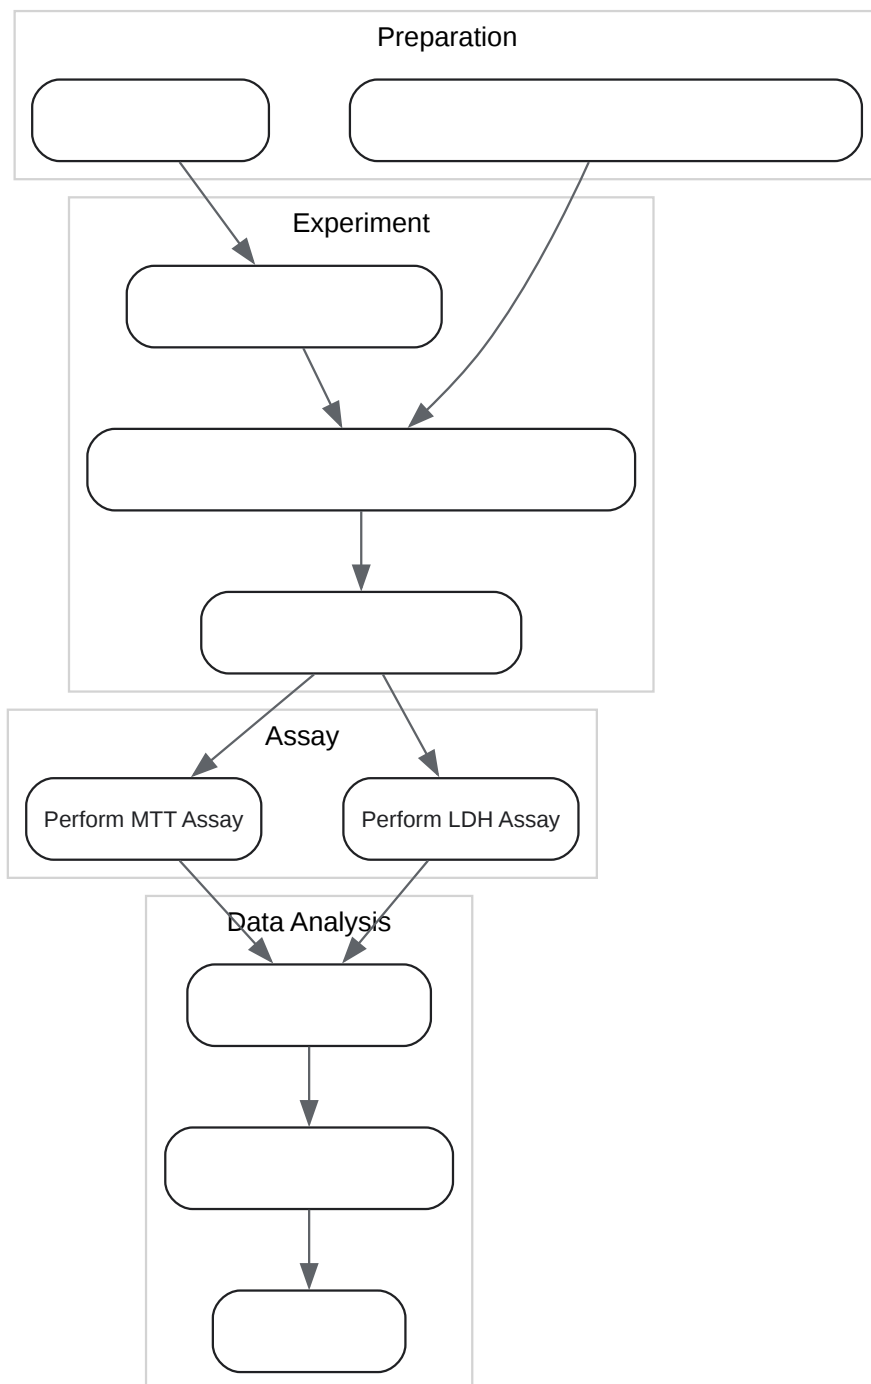 Preparation
Experiment
Assay
Perform MTT Assay
Perform LDH Assay
Data Analysis